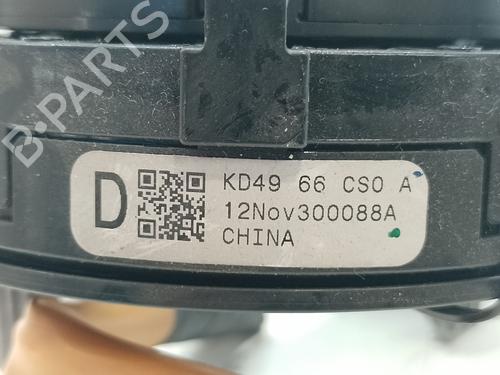 B-PARTS
D
KD49 66 CS0 A
12Nov300088A
CHINA